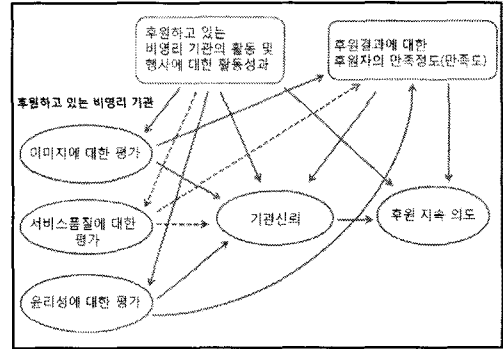 후원하고 있는
비영리 기관의 활동 및
행사에 대한 활동성과
후원결과에 대한
후원자의 만족정도(만족도)
후원하고 있는 비영리 기관
이미지에 대한 평가
서비스품질에 대한
평가
기관신뢰
후원 지속 의도
윤리성에 대한 평가